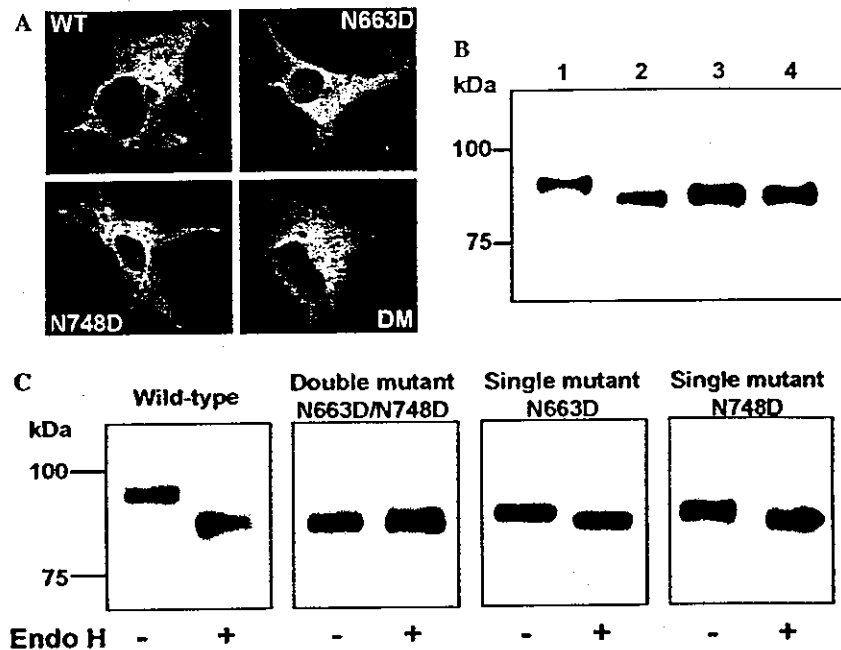 A
WT
N663D
N748D
DM
B
kDa
1 2 3 4
100
75
C
Wild-type
Double mutant
N663D/N748D
Single mutant
N663D
Single mutant
N748D
kDa
100
75
Endo H - + - + - + - +